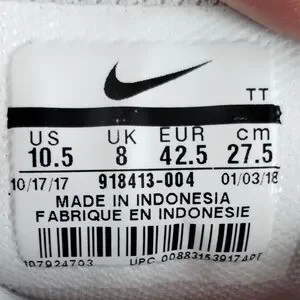 TT
US UK EUR cm
10.5 8 42.5 27.5
10/17/17 918413-004 01/03/18
MADE IN INDONESIA
FABRIQUE EN INDONESIE
UPC